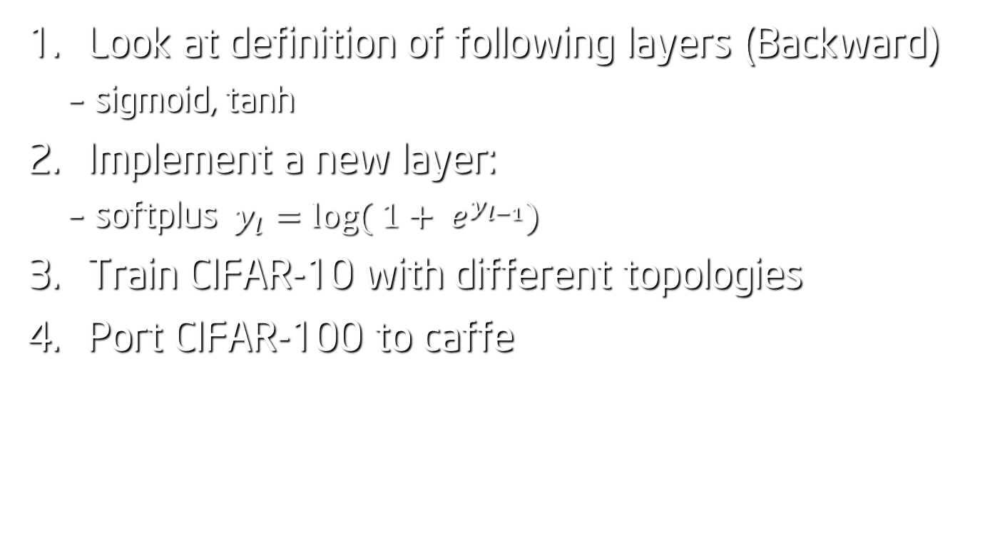 1. Look at definition of following layers (Backward)
– sigmoid, tanh
2. Implement a new layer:
– softplus y_l = log( 1 + e^{y_{l-1}})
3. Train CIFAR-10 with different topologies
4. Port CIFAR-100 to caffe